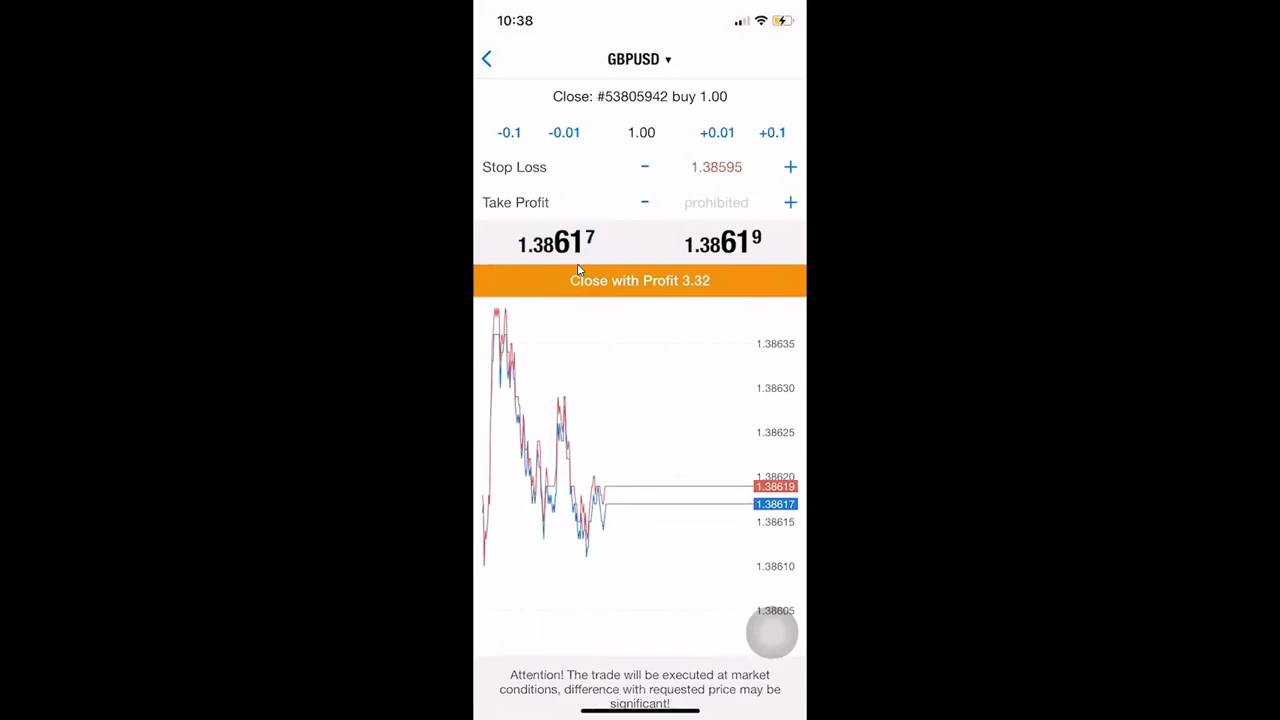 10:38
GBPUSD ▾
Close: #53805942 buy 1.00
-0.1 -0.01 1.00 +0.01 +0.1
Stop Loss - 1.38595 +
Take Profit - prohibited +
1.38617 1.38619
Close with Profit 3.32
1.38635
1.38630
1.38625
1.38620
1.38619
1.38617
1.38615
1.38610
1.38605
Attention! The trade will be executed at market
conditions, difference with requested price may be
significant!